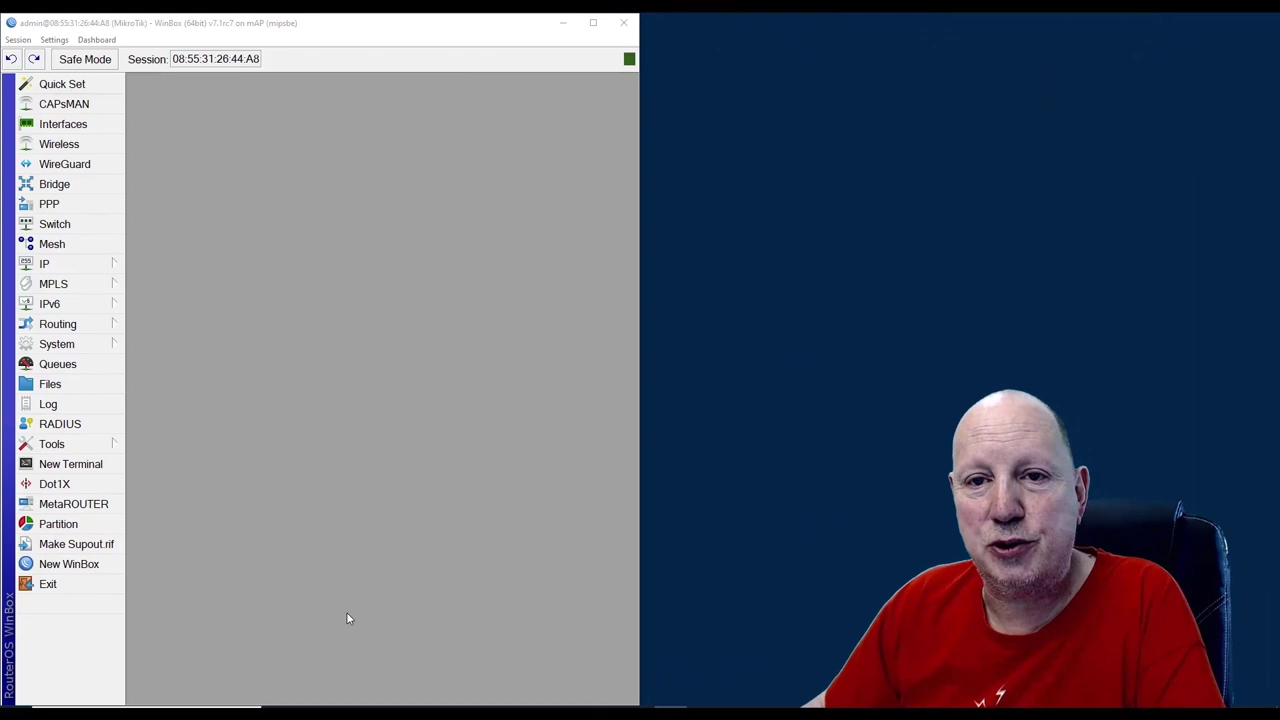 admin@08:55:31:26:44:A8 (MikroTik) - WinBox (64bit) v7.1rc7 on mAP (mipsbe)
Session Settings Dashboard
Safe Mode Session: 08:55:31:26:44:A8
Quick Set
CAPsMAN
Interfaces
Wireless
WireGuard
Bridge
PPP
Switch
Mesh
IP
MPLS
IPv6
Routing
System
Queues
Files
Log
RADIUS
Tools
New Terminal
Dot1X
MetaROUTER
Partition
Make Supout.rif
New WinBox
Exit
RouterOS WinBox